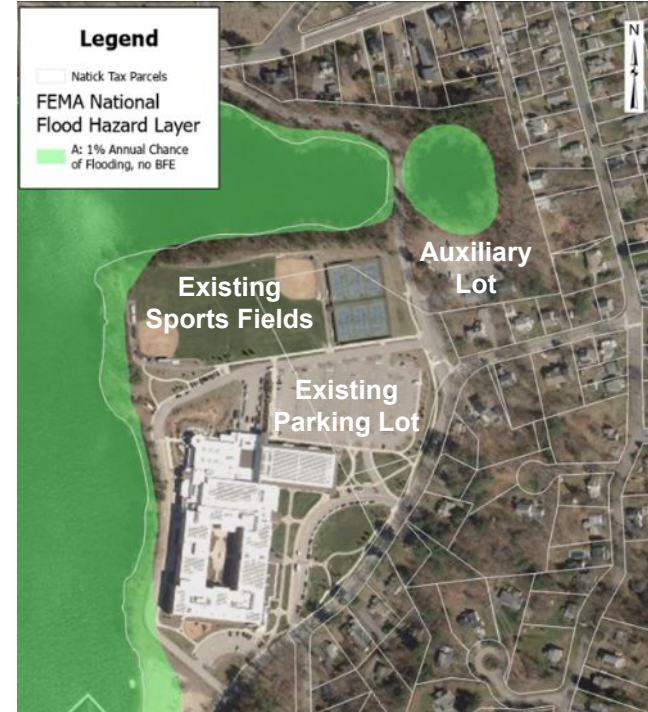 Legend
Natick Tax Parcels
FEMA National
Flood Hazard Layer
A: 1% Annual Chance
of Flooding, no BFE
N
Auxiliary
Lot
Existing
Sports Fields
Existing
Parking Lot